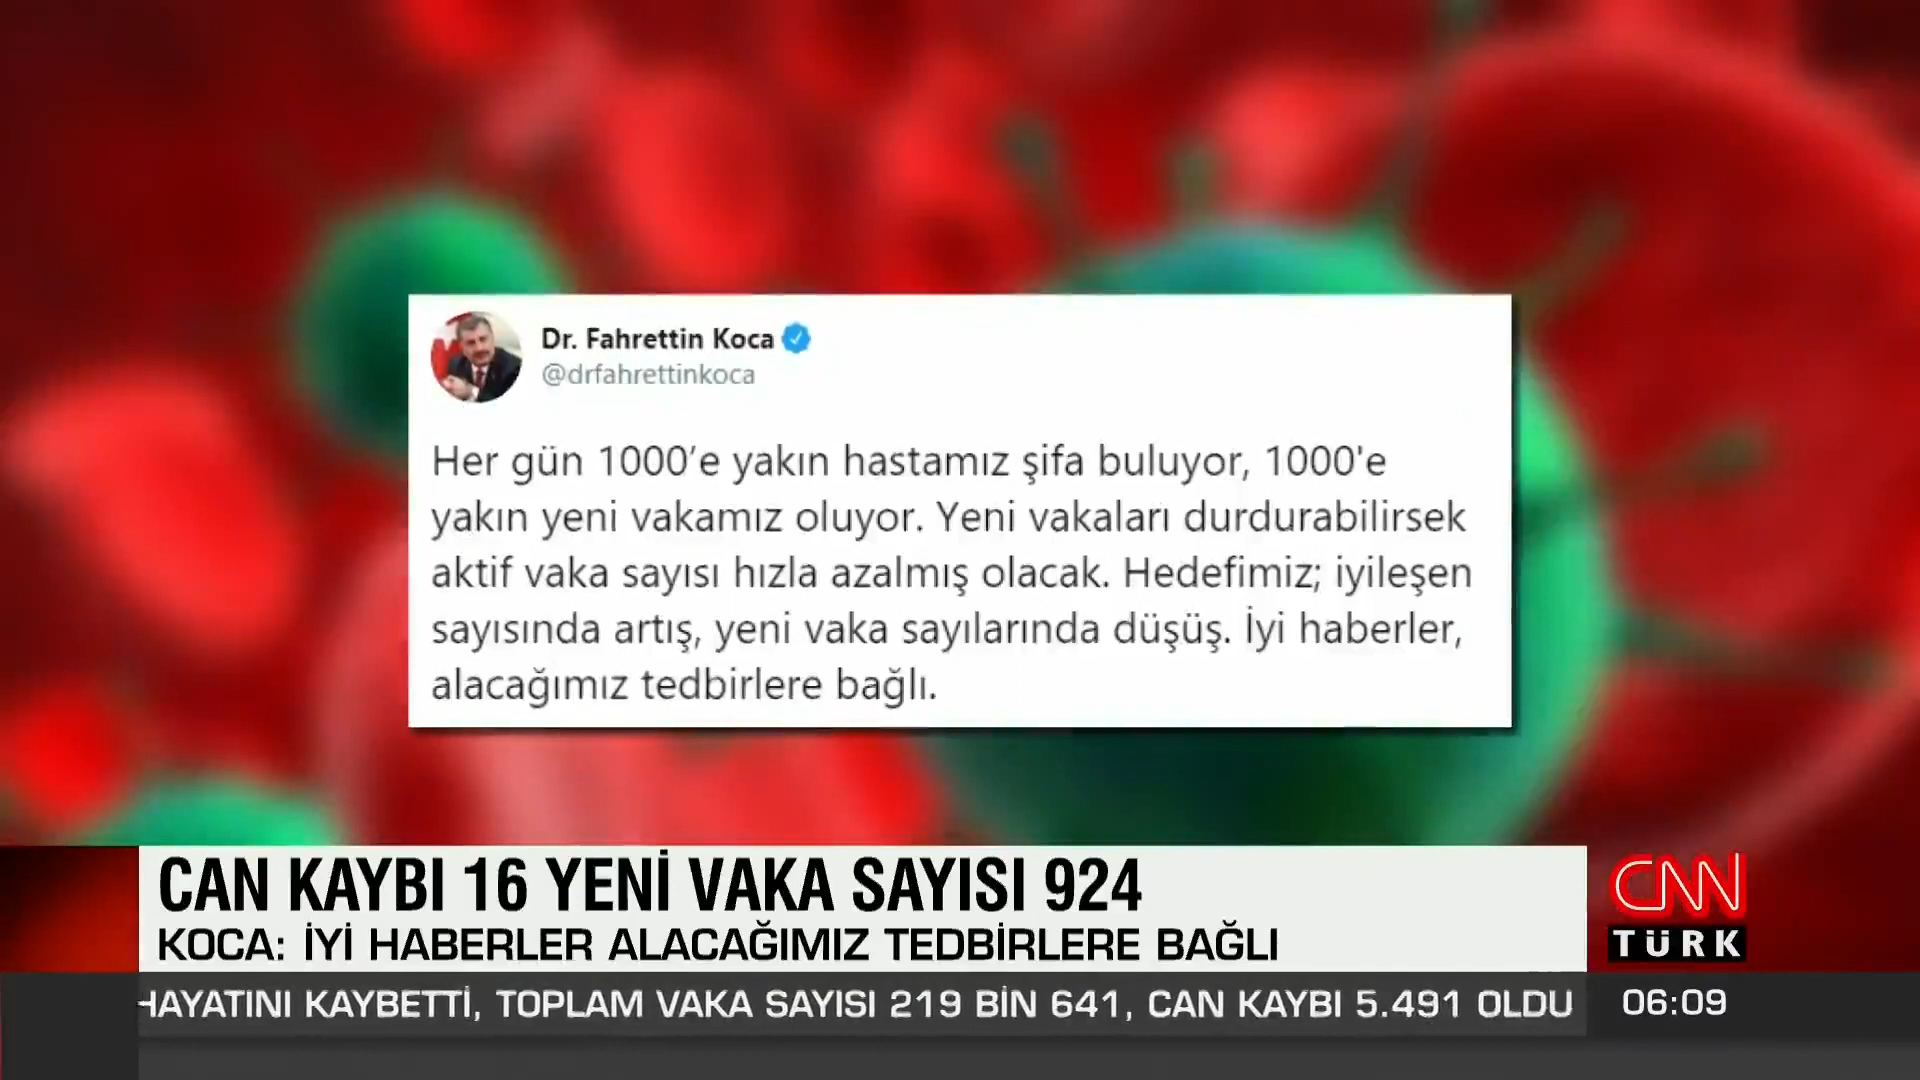 Dr. Fahrettin Koca
@drfahrettinkoca
Her gün 1000’e yakın hastamız şifa buluyor, 1000'e
yakın yeni vakamız oluyor. Yeni vakaları durdurabilirsek
aktif vaka sayısı hızla azalmış olacak. Hedefimiz; iyileşen
sayısında artış, yeni vaka sayılarında düşüş. İyi haberler,
alacağımız tedbirlere bağlı.
CAN KAYBI 16 YENİ VAKA SAYISI 924
KOCA: İYİ HABERLER ALACAĞIMIZ TEDBİRLERE BAĞLI
CNN
TÜRK
HAYATINI KAYBETTİ, TOPLAM VAKA SAYISI 219 BİN 641, CAN KAYBI 5.491 OLDU
06:09